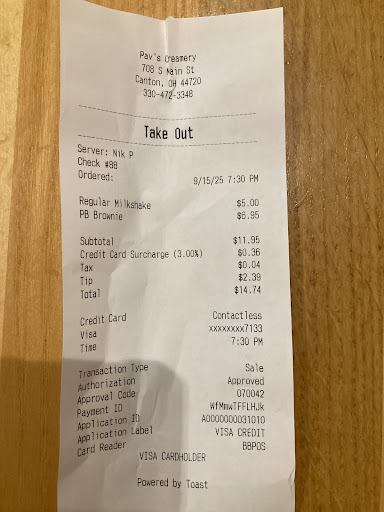 Pav's Creamery
708 S Main St
Canton, OH 44720
330-472-3348
Take Out
Server: Nik P
Check #88
Ordered: 9/15/25 7:30 PM
Regular Milkshake $5.00
PB Brownie $6.95
Subtotal $11.95
Credit Card Surcharge (3.00%) $0.36
Tax $0.04
Tip $2.39
Total $14.74
Credit Card Contactless
Visa xxxxxxxx7133
Time 7:30 PM
Transaction Type Sale
Authorization Approved
Approval Code 070042
Payment ID WfMmwTFFLHJk
Application ID A0000000031010
Application Label VISA CREDIT
Card Reader BBPOS
VISA CARDHOLDER
Powered by Toast